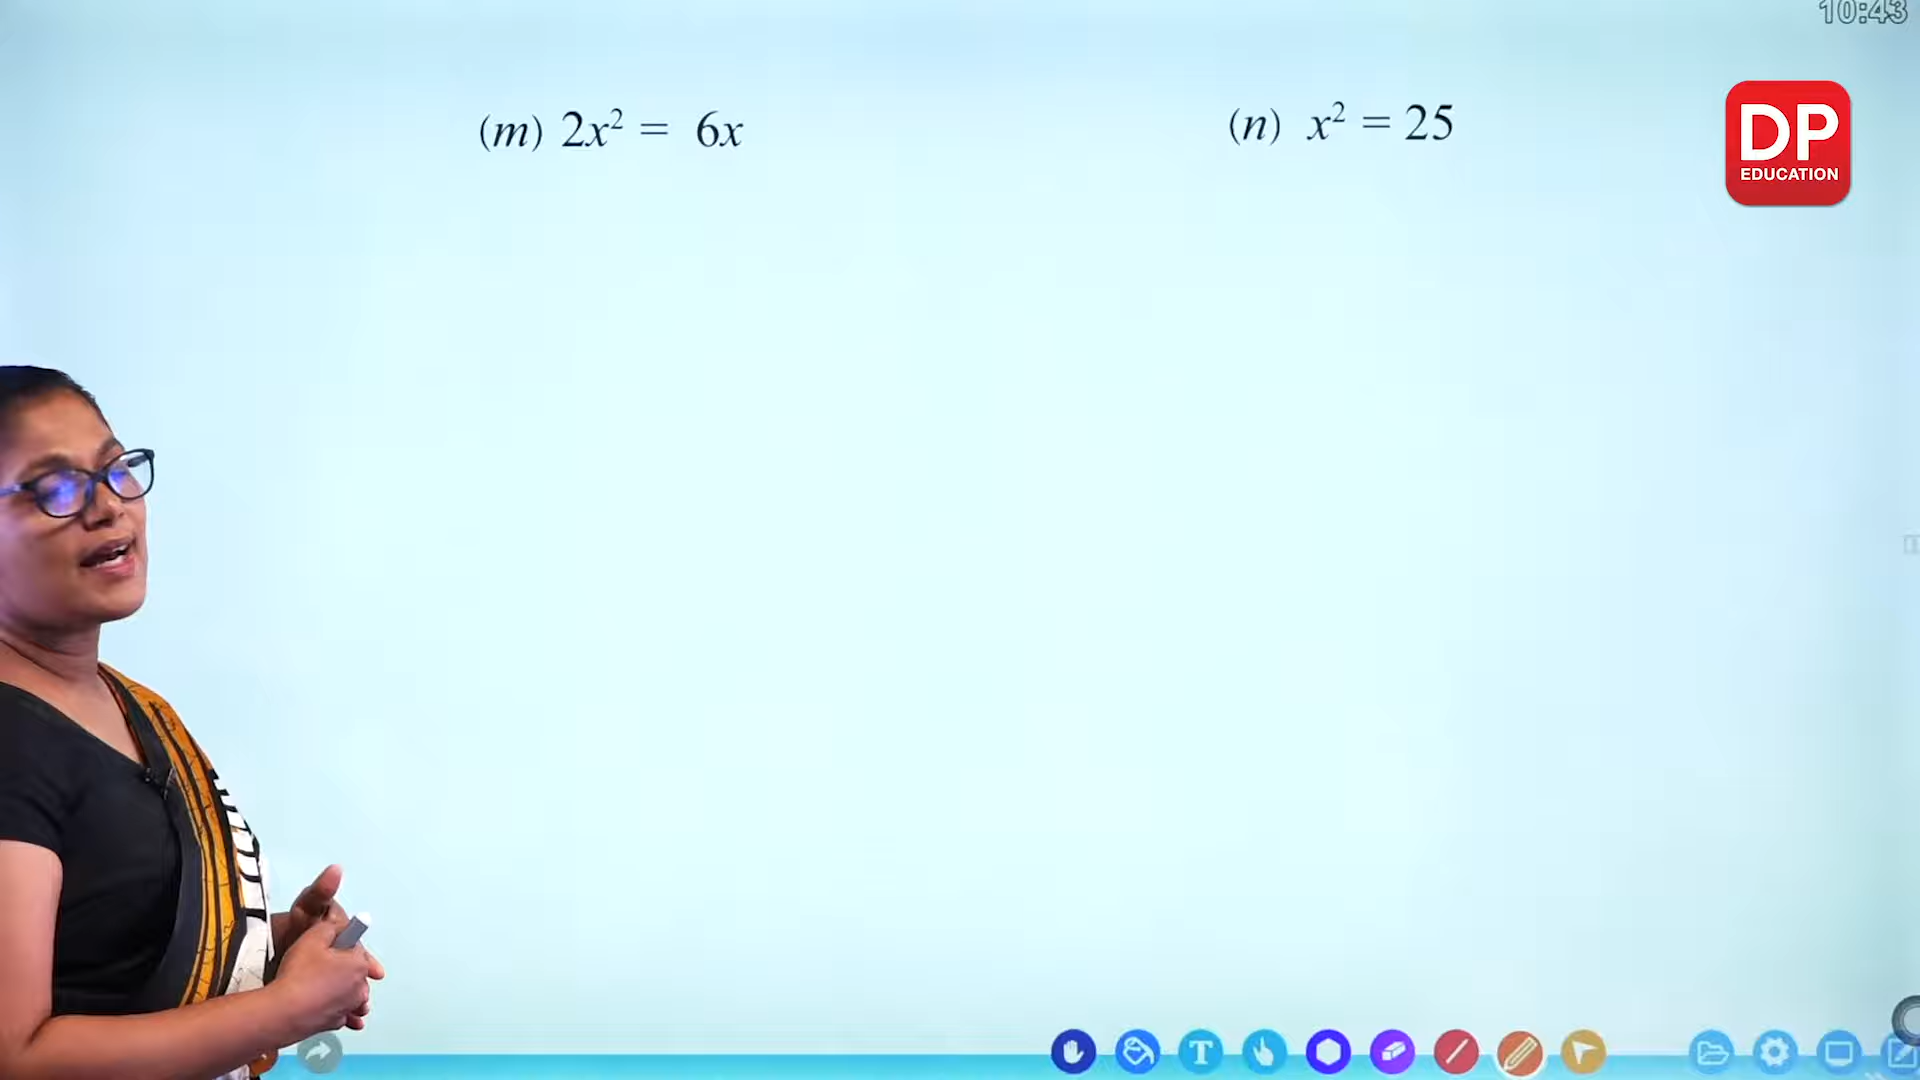 10:43
(m) 2x² = 6x
(n) x² = 25
DP
EDUCATION
T